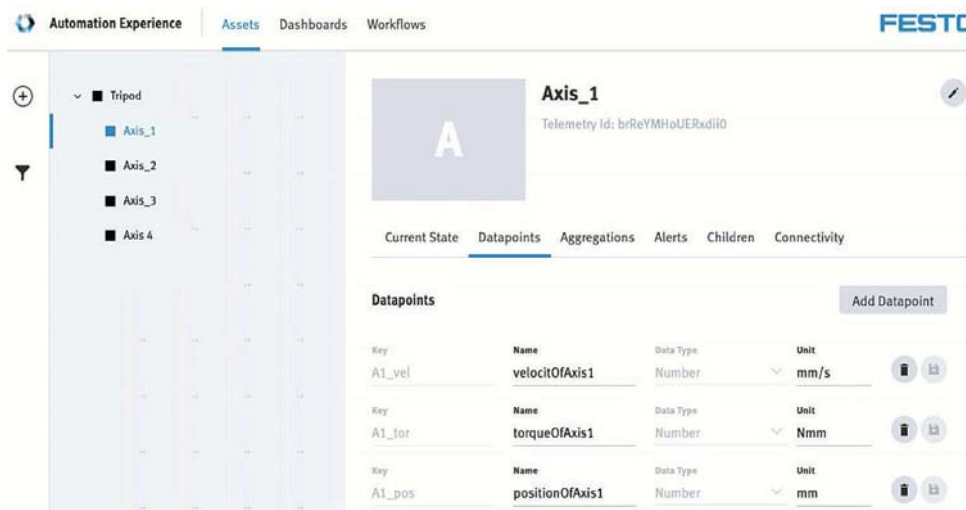 Automation Experience Assets Dashboards Workflows FESTO
Tripod
Axis_1
Axis_2
Axis_3
Axis 4
A
Axis_1
Telemetry Id: brReYMHoUERxdii0
Current State Datapoints Aggregations Alerts Children Connectivity
Datapoints Add Datapoint
Key Name Data Type Unit
A1_vel velocitOfAxis1 Number mm/s
Key Name Data Type Unit
A1_tor torqueOfAxis1 Number Nmm
Key Name Data Type Unit
A1_pos positionOfAxis1 Number mm